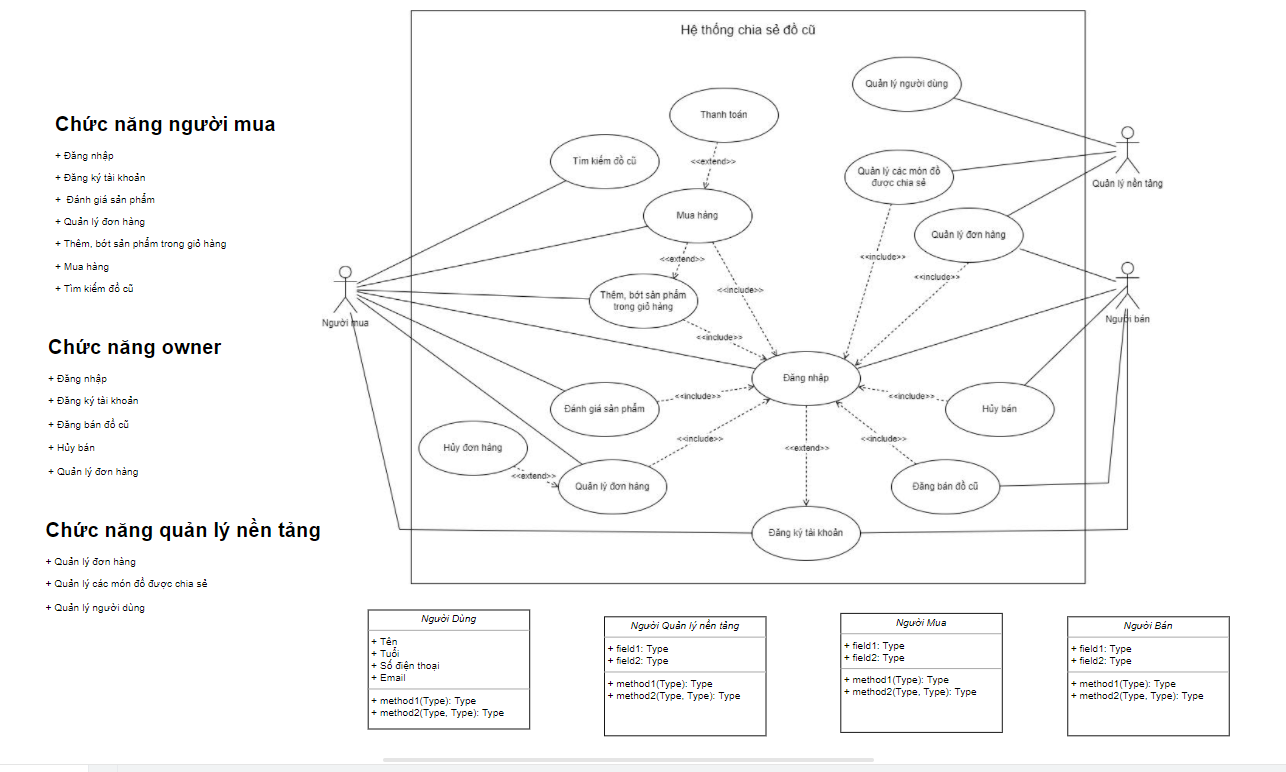 Hệ thống chia sẻ đồ cũ
Chức năng người mua
+ Đăng nhập
+ Đăng ký tài khoản
+ Đánh giá sản phẩm
+ Quản lý đơn hàng
+ Thêm, bớt sản phẩm trong giỏ hàng
+ Mua hàng
+ Tìm kiếm đồ cũ
Chức năng owner
+ Đăng nhập
+ Đăng ký tài khoản
+ Đăng bán đồ cũ
+ Hủy bán
+ Quản lý đơn hàng
Chức năng quản lý nền tảng
+ Quản lý đơn hàng
+ Quản lý các món đồ được chia sẻ
+ Quản lý người dùng
Quản lý người dùng
Thanh toán
Tìm kiếm đồ cũ
<<extend>>
Quản lý các món đồ
được chia sẻ
Quản lý nền tảng
Mua hàng
Quản lý đơn hàng
<<extend>>
<<include>>
<<include>>
<<include>>
Thêm, bớt sản phẩm
trong giỏ hàng
Người mua
Người bán
<<include>>
Đăng nhập
Đánh giá sản phẩm
<<include>>
<<include>>
Hủy bán
Hủy đơn hàng
<<include>>
<<extend>>
<<include>>
<<extend>>
Quản lý đơn hàng
Đăng bán đồ cũ
Đăng ký tài khoản
Người Dùng
+ Tên
+ Tuổi
+ Số điện thoại
+ Email
+ method1(Type): Type
+ method2(Type, Type): Type
Người Quản lý nền tảng
+ field1: Type
+ field2: Type
+ method1(Type): Type
+ method2(Type, Type): Type
Người Mua
+ field1: Type
+ field2: Type
+ method1(Type): Type
+ method2(Type, Type): Type
Người Bán
+ field1: Type
+ field2: Type
+ method1(Type): Type
+ method2(Type, Type): Type